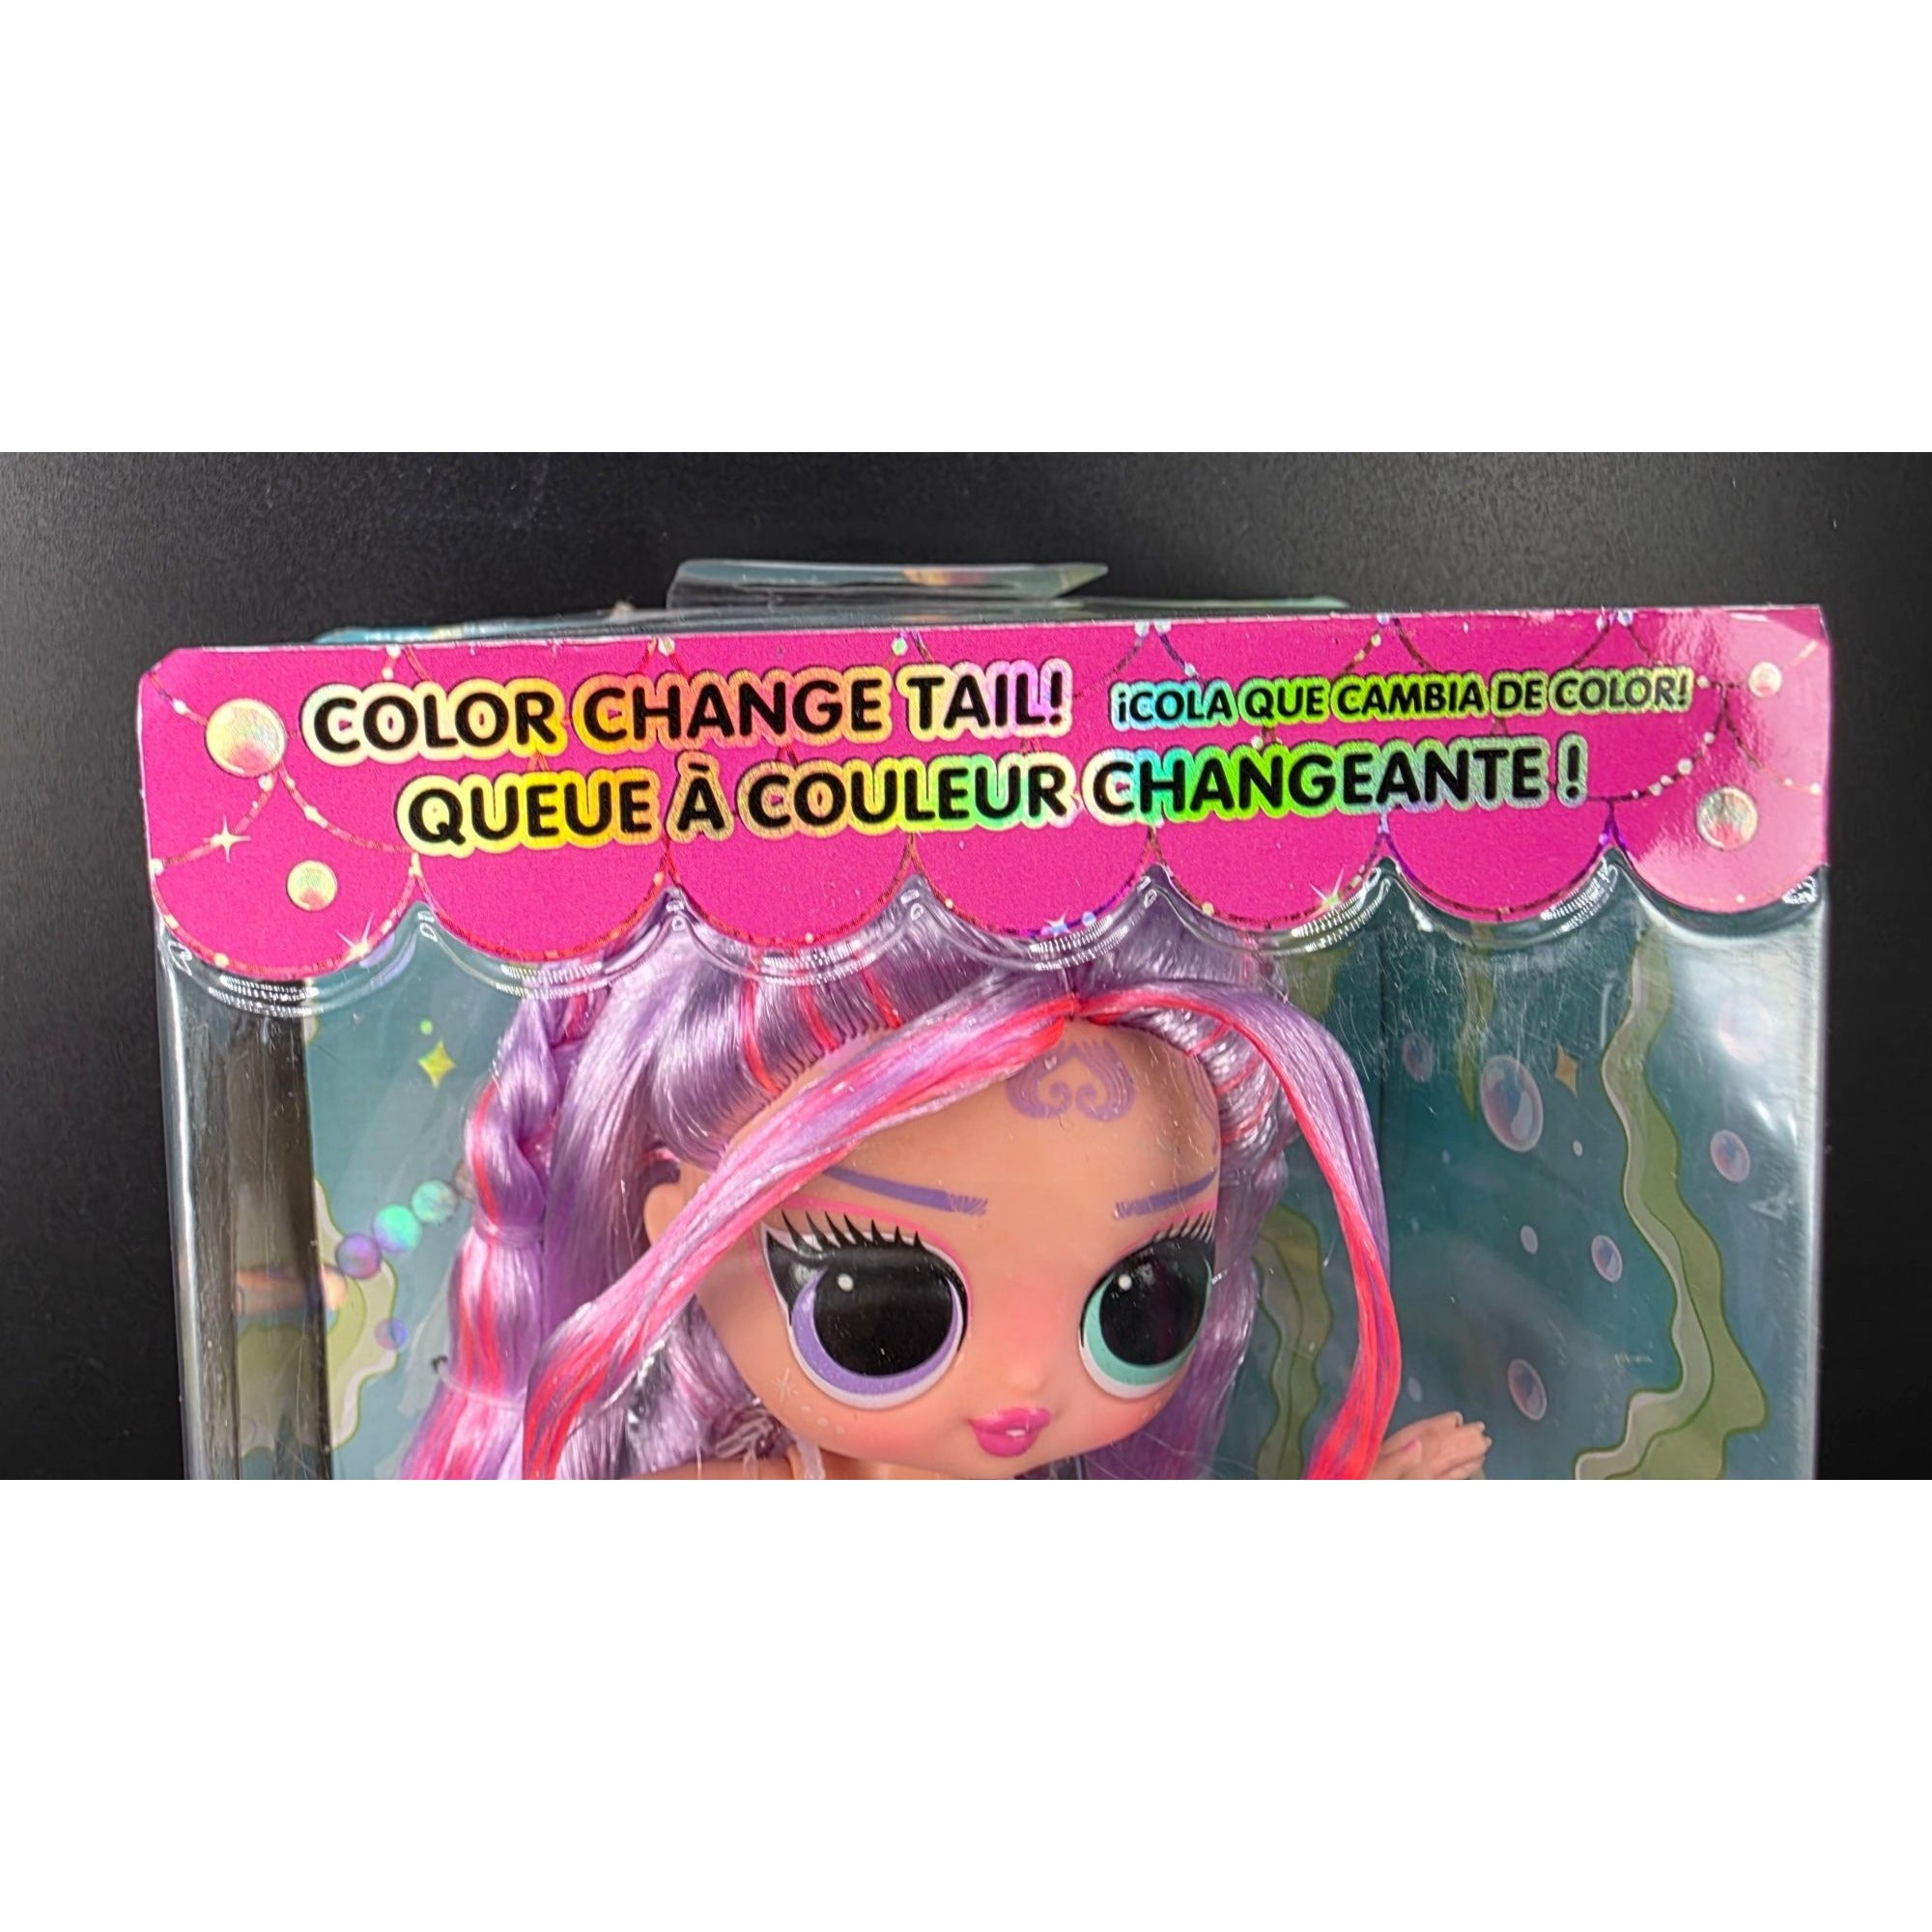 COLOR CHANGE TAIL! ¡COLA QUE CAMBIA DE COLOR!
QUEUE À COULEUR CHANGEANTE !